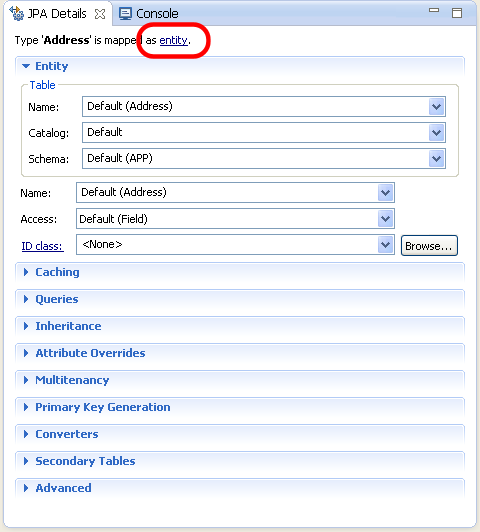 JPA Details Console
Type 'Address' is mapped as entity.
Entity
Table
Name: Default (Address)
Catalog: Default
Schema: Default (APP)
Name: Default (Address)
Access: Default (Field)
ID class: <None> Browse...
Caching
Queries
Inheritance
Attribute Overrides
Multitenancy
Primary Key Generation
Converters
Secondary Tables
Advanced